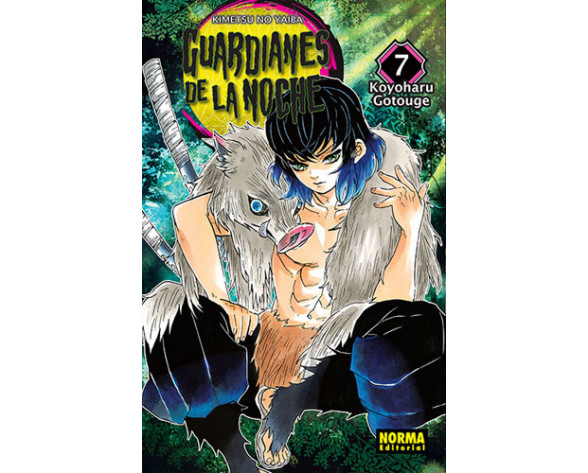 KIMETSU NO YAIBA
GUARDIANES
DE LA NOCHE
7
Koyoharu
Gotouge
NORMA
Editorial